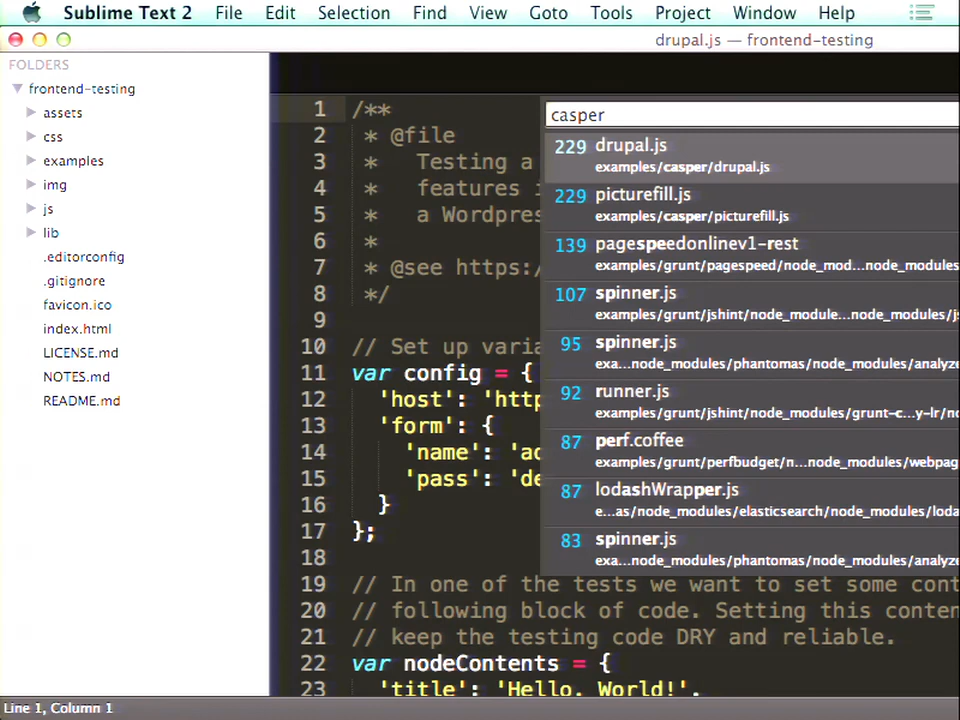 Sublime Text 2 File Edit Selection Find View Goto Tools Project Window Help
drupal.js — frontend-testing
FOLDERS
frontend-testing
assets
css
examples
img
js
lib
.editorconfig
.gitignore
favicon.ico
index.html
LICENSE.md
NOTES.md
README.md
1 /**
2 * @file
3 * Testing a
4 * features i
5 * a Wordpres
6 *
7 * @see https:/
8 */
9
10 // Set up varia
11 var config = {
12 'host': 'http
13 'form': {
14 'name': 'ad
15 'pass': 'de
16 }
17 };
18
19 // In one of the tests we want to set some cont
20 // following block of code. Setting this conten
21 // keep the testing code DRY and reliable.
22 var nodeContents = {
23 'title': 'Hello, World!',
casper
229 drupal.js
examples/casper/drupal.js
229 picturefill.js
examples/casper/picturefill.js
139 pagespeedonlinev1-rest
examples/grunt/pagespeed/node_mod...node_modules
107 spinner.js
examples/grunt/jshint/node_module...node_modules/js
95 spinner.js
exa...node_modules/phantomas/node_modules/analyze
92 runner.js
examples/grunt/jshint/node_modules/grunt-c...y-lr/no
87 perf.coffee
examples/grunt/perfbudget/n...node_modules/webpag
87 lodashWrapper.js
e...as/node_modules/elasticsearch/node_modules/loda
83 spinner.js
exa...node_modules/phantomas/node_modules/analyze
Line 1, Column 1